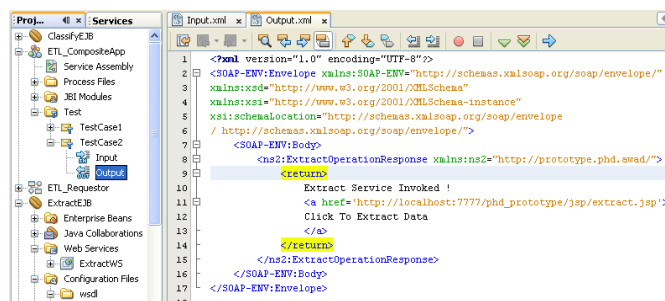 Proj...
Services
ClassifyEJB
ETL_CompositeApp
Service Assembly
Process Files
JBI Modules
Test
TestCase1
TestCase2
Input
Output
ETL_Requestor
ExtractEJB
Enterprise Beans
Java Collaborations
Web Services
ExtractWS
Configuration Files
wsdl
Input.xml x
Output.xml x
1 <?xml version="1.0" encoding="UTF-8"?>
2 <SOAP-ENV:Envelope xmlns:SOAP-ENV="http://schemas.xmlsoap.org/soap/envelope/"
3 xmlns:xsd="http://www.w3.org/2001/XMLSchema"
4 xmlns:xsi="http://www.w3.org/2001/XMLSchema-instance"
5 xsi:schemaLocation="http://schemas.xmlsoap.org/soap/envelope
6 / http://schemas.xmlsoap.org/soap/envelope/">
7 <SOAP-ENV:Body>
8 <ns2:ExtractOperationResponse xmlns:ns2="http://prototype.phd.awad/">
9 <return>
10 Extract Service Invoked !
11 <a href='http://localhost:7777/phd_prototype/jsp/extract.jsp'>
12 Click To Extract Data
13 </a>
14 </return>
15 </ns2:ExtractOperationResponse>
16 </SOAP-ENV:Body>
17 </SOAP-ENV:Envelope>